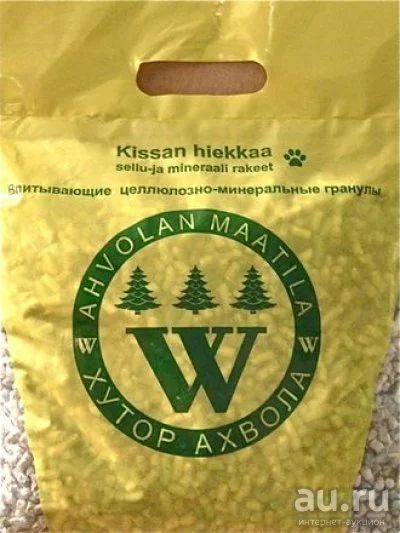 Kissan hiekkaa
sellu-ja mineraali rakeet
Впитывающие целлюлозно-минеральные гранулы
AHVOLAN MAATILA
W W W
ХУТОР АХВОЛА
au.ru
интернет-аукцион